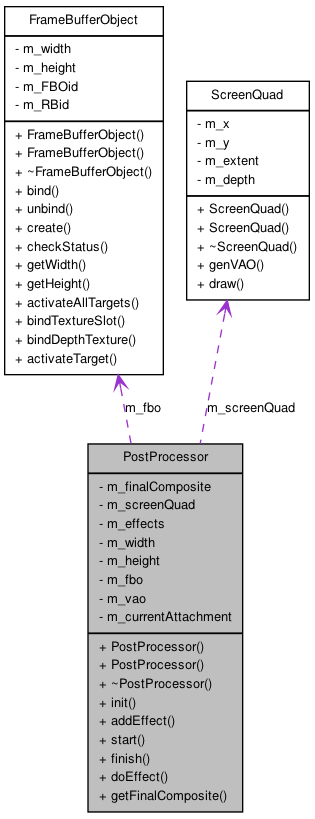 FrameBufferObject
- m_width
- m_height
- m_FBOid
- m_RBid
+ FrameBufferObject()
+ FrameBufferObject()
+ ~FrameBufferObject()
+ bind()
+ unbind()
+ create()
+ checkStatus()
+ getWidth()
+ getHeight()
+ activateAllTargets()
+ bindTextureSlot()
+ bindDepthTexture()
+ activateTarget()
ScreenQuad
- m_x
- m_y
- m_extent
- m_depth
+ ScreenQuad()
+ ScreenQuad()
+ ~ScreenQuad()
+ genVAO()
+ draw()
m_fbo
m_screenQuad
PostProcessor
- m_finalComposite
- m_screenQuad
- m_effects
- m_width
- m_height
- m_fbo
- m_vao
- m_currentAttachment
+ PostProcessor()
+ PostProcessor()
+ ~PostProcessor()
+ init()
+ addEffect()
+ start()
+ finish()
+ doEffect()
+ getFinalComposite()